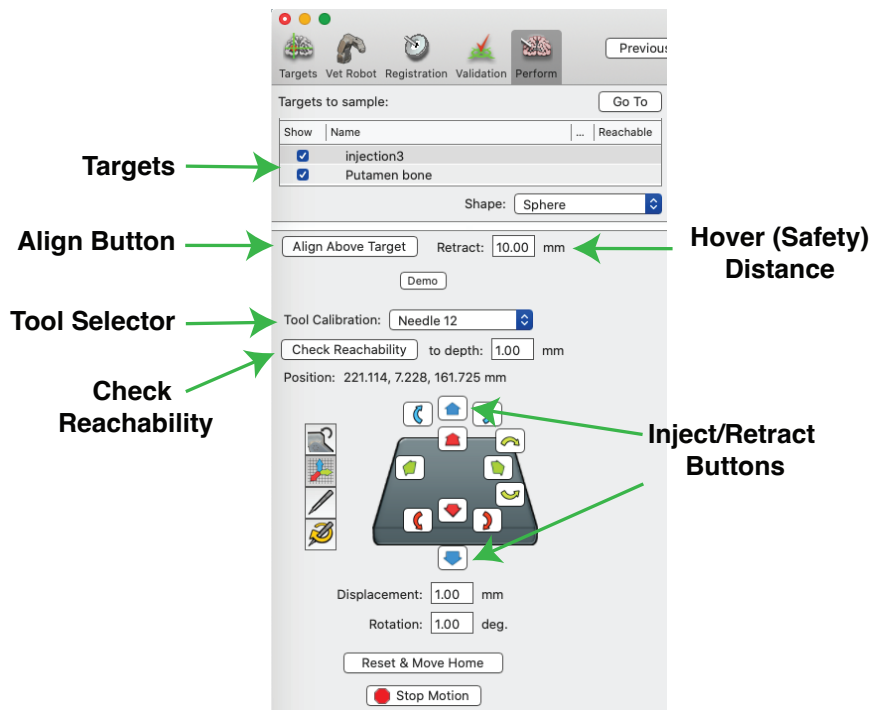 Targets Vet Robot Registration Validation Perform Previou
Targets to sample: Go To
Show Name ... Reachable
injection3
Putamen bone
Targets
Shape: Sphere
Align Button
Align Above Target Retract: 10.00 mm
Hover (Safety)
Distance
Demo
Tool Selector
Tool Calibration: Needle 12
Check Reachability to depth: 1.00 mm
Position: 221.114, 7.228, 161.725 mm
Check
Reachability
Inject/Retract
Buttons
Displacement: 1.00 mm
Rotation: 1.00 deg.
Reset & Move Home
Stop Motion